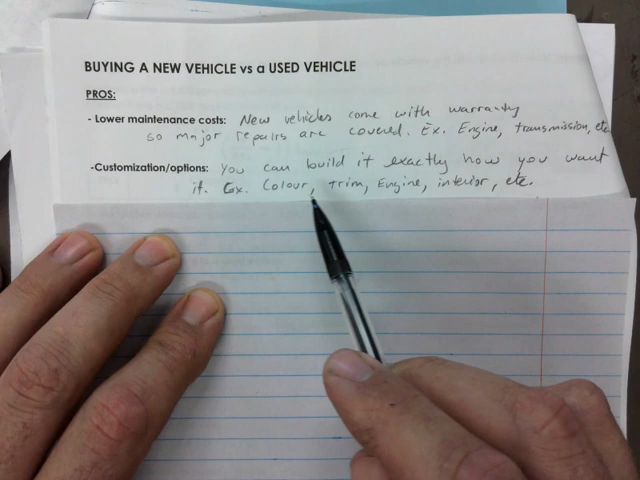 BUYING A NEW VEHICLE vs a USED VEHICLE
PROS:
- Lower maintenance costs: New vehicles come with warranty
so major repairs are covered. Ex. Engine, transmission, etc
-Customization/options: You can build it exactly how you want
it. Ex. Colour, Trim, Engine, interior, etc.